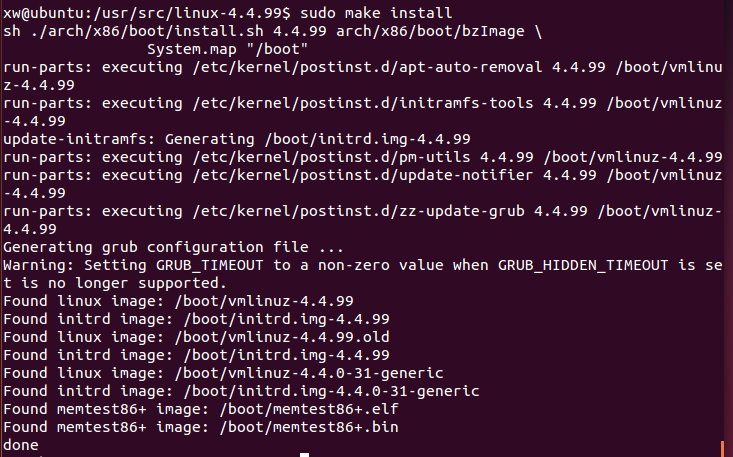 xw@ubuntu:/usr/src/linux-4.4.99$ sudo make install
sh ./arch/x86/boot/install.sh 4.4.99 arch/x86/boot/bzImage \
System.map "/boot"
run-parts: executing /etc/kernel/postinst.d/apt-auto-removal 4.4.99 /boot/vmlinu
z-4.4.99
run-parts: executing /etc/kernel/postinst.d/initramfs-tools 4.4.99 /boot/vmlinuz
-4.4.99
update-initramfs: Generating /boot/initrd.img-4.4.99
run-parts: executing /etc/kernel/postinst.d/pm-utils 4.4.99 /boot/vmlinuz-4.4.99
run-parts: executing /etc/kernel/postinst.d/update-notifier 4.4.99 /boot/vmlinuz
-4.4.99
run-parts: executing /etc/kernel/postinst.d/zz-update-grub 4.4.99 /boot/vmlinuz-
4.4.99
Generating grub configuration file ...
Warning: Setting GRUB_TIMEOUT to a non-zero value when GRUB_HIDDEN_TIMEOUT is se
t is no longer supported.
Found linux image: /boot/vmlinuz-4.4.99
Found initrd image: /boot/initrd.img-4.4.99
Found linux image: /boot/vmlinuz-4.4.99.old
Found initrd image: /boot/initrd.img-4.4.99
Found linux image: /boot/vmlinuz-4.4.0-31-generic
Found initrd image: /boot/initrd.img-4.4.0-31-generic
Found memtest86+ image: /boot/memtest86+.elf
Found memtest86+ image: /boot/memtest86+.bin
done